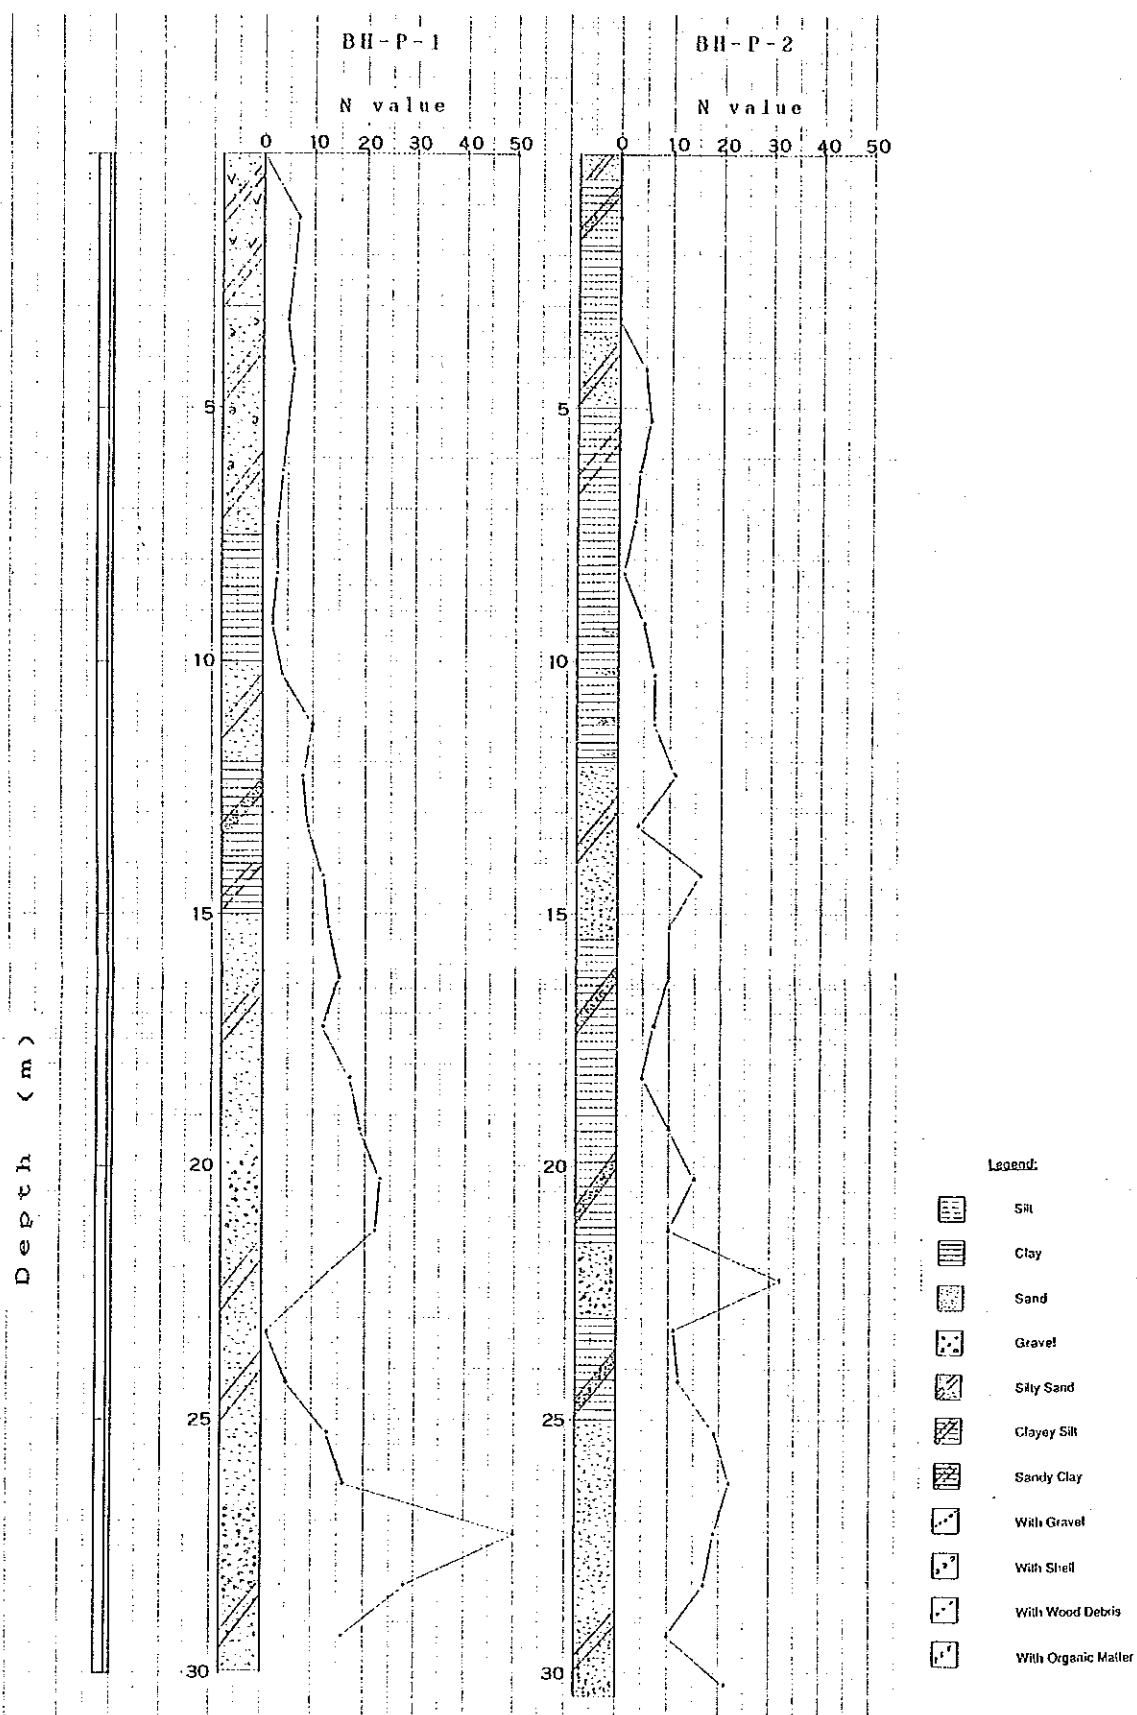 BH-P-1
BH-P-2
N value
N value
0 10 20 30 40 50
0 10 20 30 40 50
5
5
10
10
15
15
Depth (m)
20
20
Legend:
Silt
Clay
Sand
Gravel
Silty Sand
25
25
Clayey Silt
Sandy Clay
With Gravel
With Shell
With Wood Debris
With Organic Matter
30
30